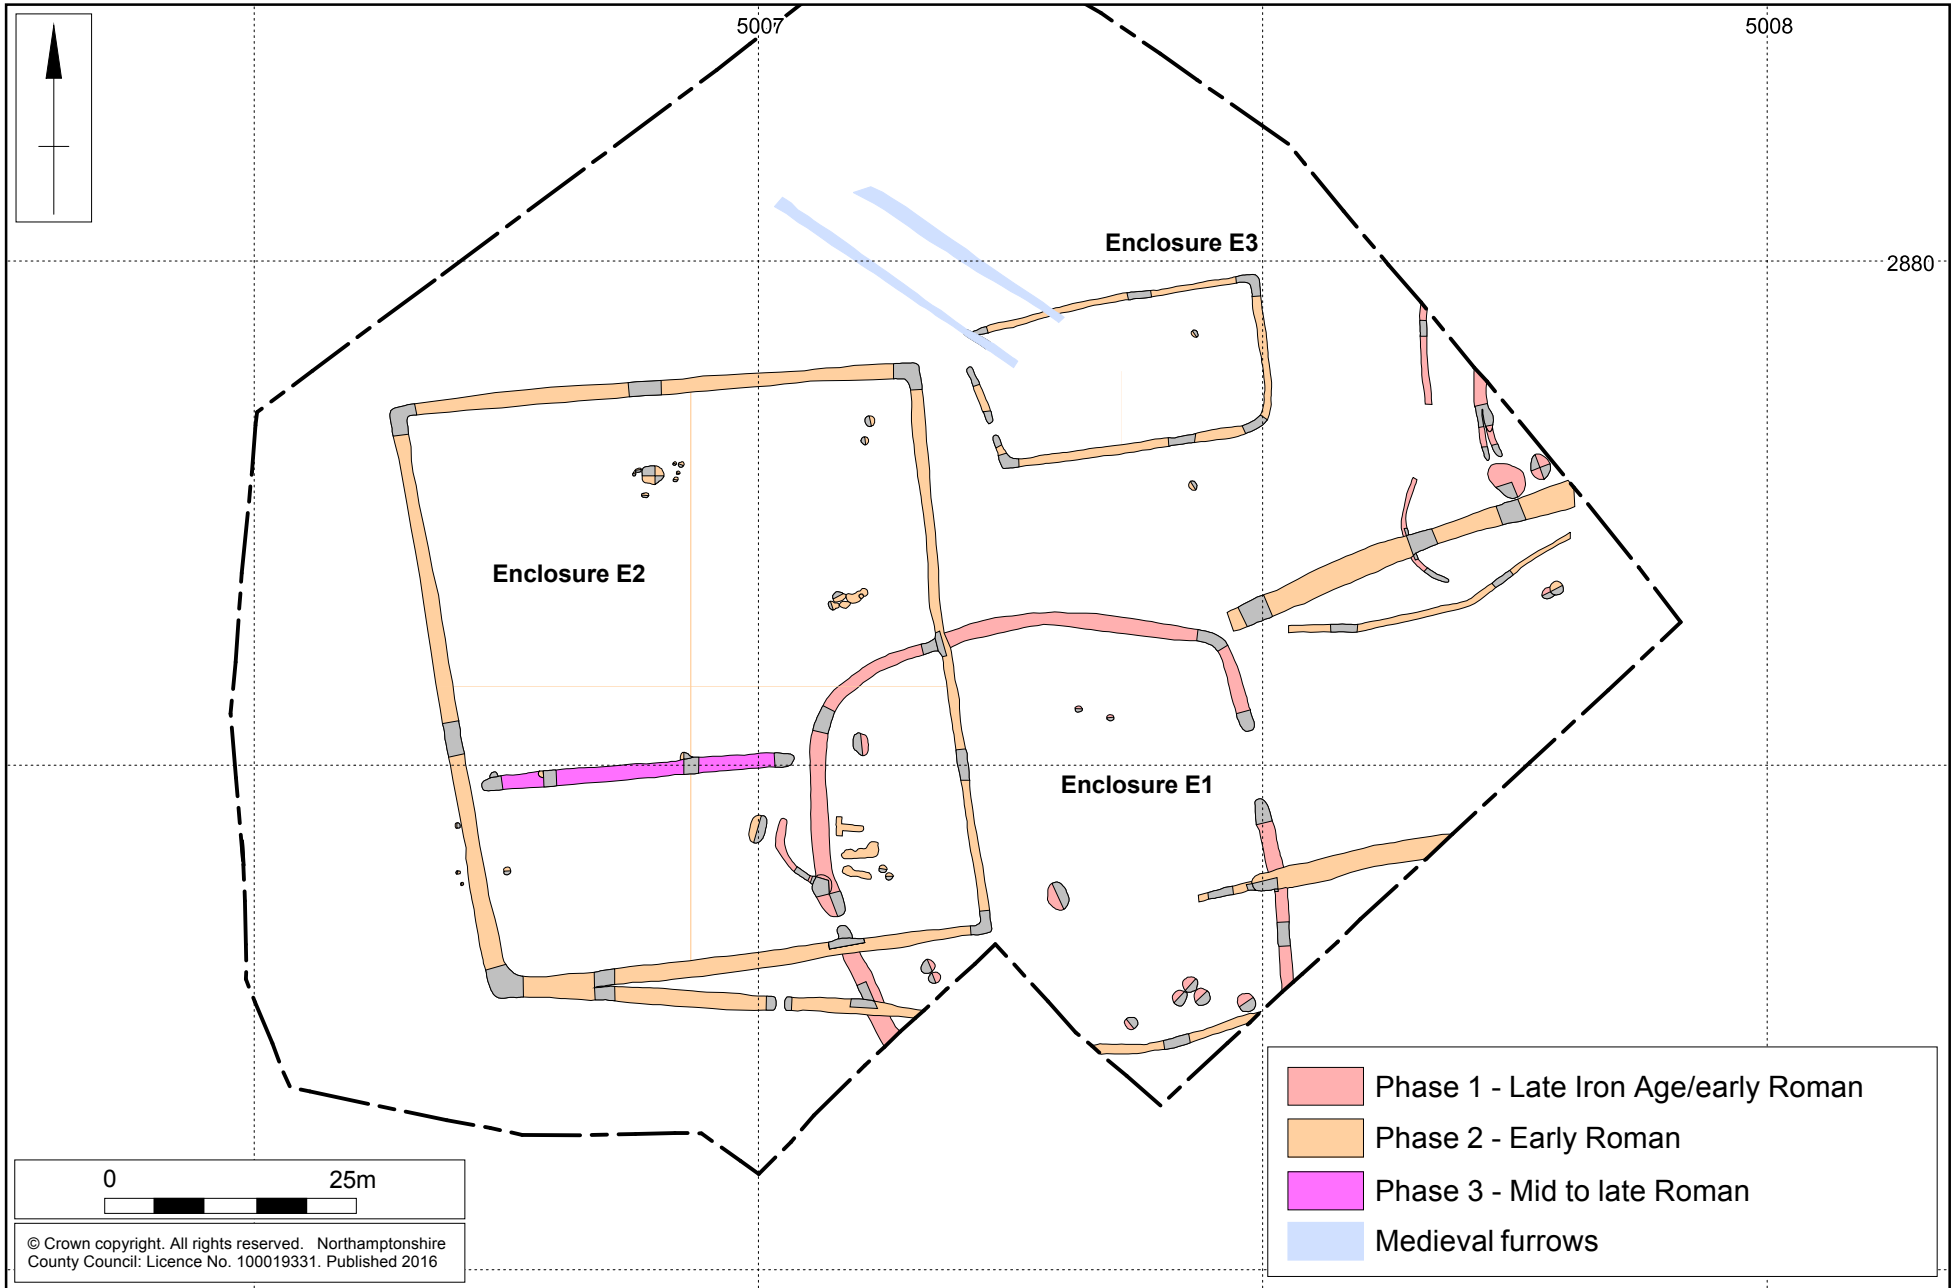 5007
5008
Enclosure E3
2880
Enclosure E2
Enclosure E1
Phase 1 - Late Iron Age/early Roman
Phase 2 - Early Roman
Phase 3 - Mid to late Roman
Medieval furrows
0 25m
© Crown copyright. All rights reserved. Northamptonshire
County Council: Licence No. 100019331. Published 2016